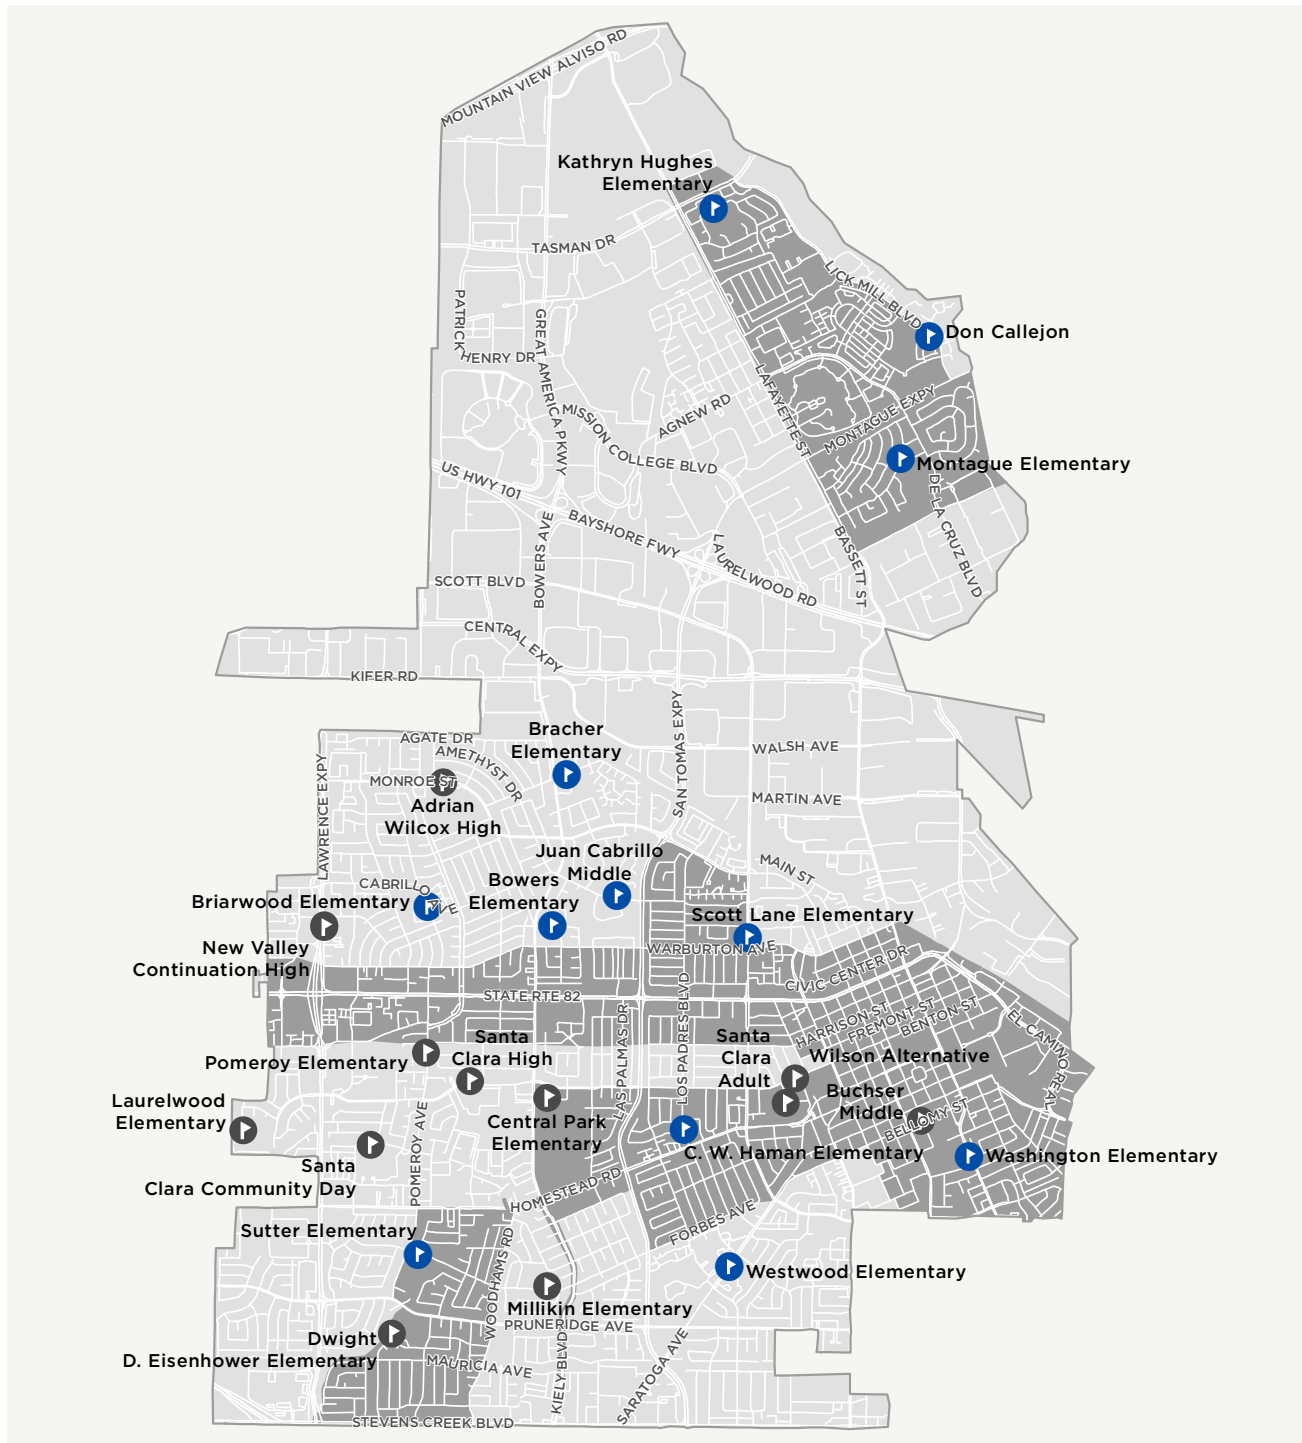 MOUNTAIN VIEW ALVISO RD
Kathryn Hughes
Elementary
TASMAN DR
LICK MILL BLVD
Don Callejon
PATRICK
HENRY DR
GREAT AMERICA PKWY
LAFAYETTE ST
MONTAGUE EXPY
AGNEW RD
MISSION COLLEGE BLVD
Montague Elementary
US HWY 101
DE LA CRUZ BLVD
BAYSHORE FWY
BOWERS AVE
LAURELWOOD RD
BASSETT ST
SCOTT BLVD
CENTRAL EXPY
KIFER RD
SAN TOMAS EXPY
Bracher
Elementary
AGATE DR
AMETHYST DR
WALSH AVE
LAWRENCE EXPY
MONROE ST
Adrian
Wilcox High
MARTIN AVE
Juan Cabrillo
Middle
MAIN ST
Bowers
Elementary
CABRILLO AVE
Briarwood Elementary
Scott Lane Elementary
New Valley
Continuation High
WARBURTON AVE
CIVIC CENTER DR
STATE RTE 82
LOS PADRES BLVD
LAS PALMAS DR
HARRISON ST
FREMONT ST
BENTON ST
EL CAMINO REAL
Santa
Clara High
Santa
Clara
Adult
Wilson Alternative
Pomeroy Elementary
Buchser
Middle
BELLOMY ST
Laurelwood
Elementary
Central Park
Elementary
C. W. Haman Elementary
Washington Elementary
POMEROY AVE
Santa
Clara Community Day
HOMESTEAD RD
FORBES AVE
Sutter Elementary
WOODHAMS RD
Westwood Elementary
Millikin Elementary
PRUNERIDGE AVE
Dwight
D. Eisenhower Elementary
MAURICIA AVE
KIELY BLVD
SARATOGA AVE
STEVENS CREEK BLVD